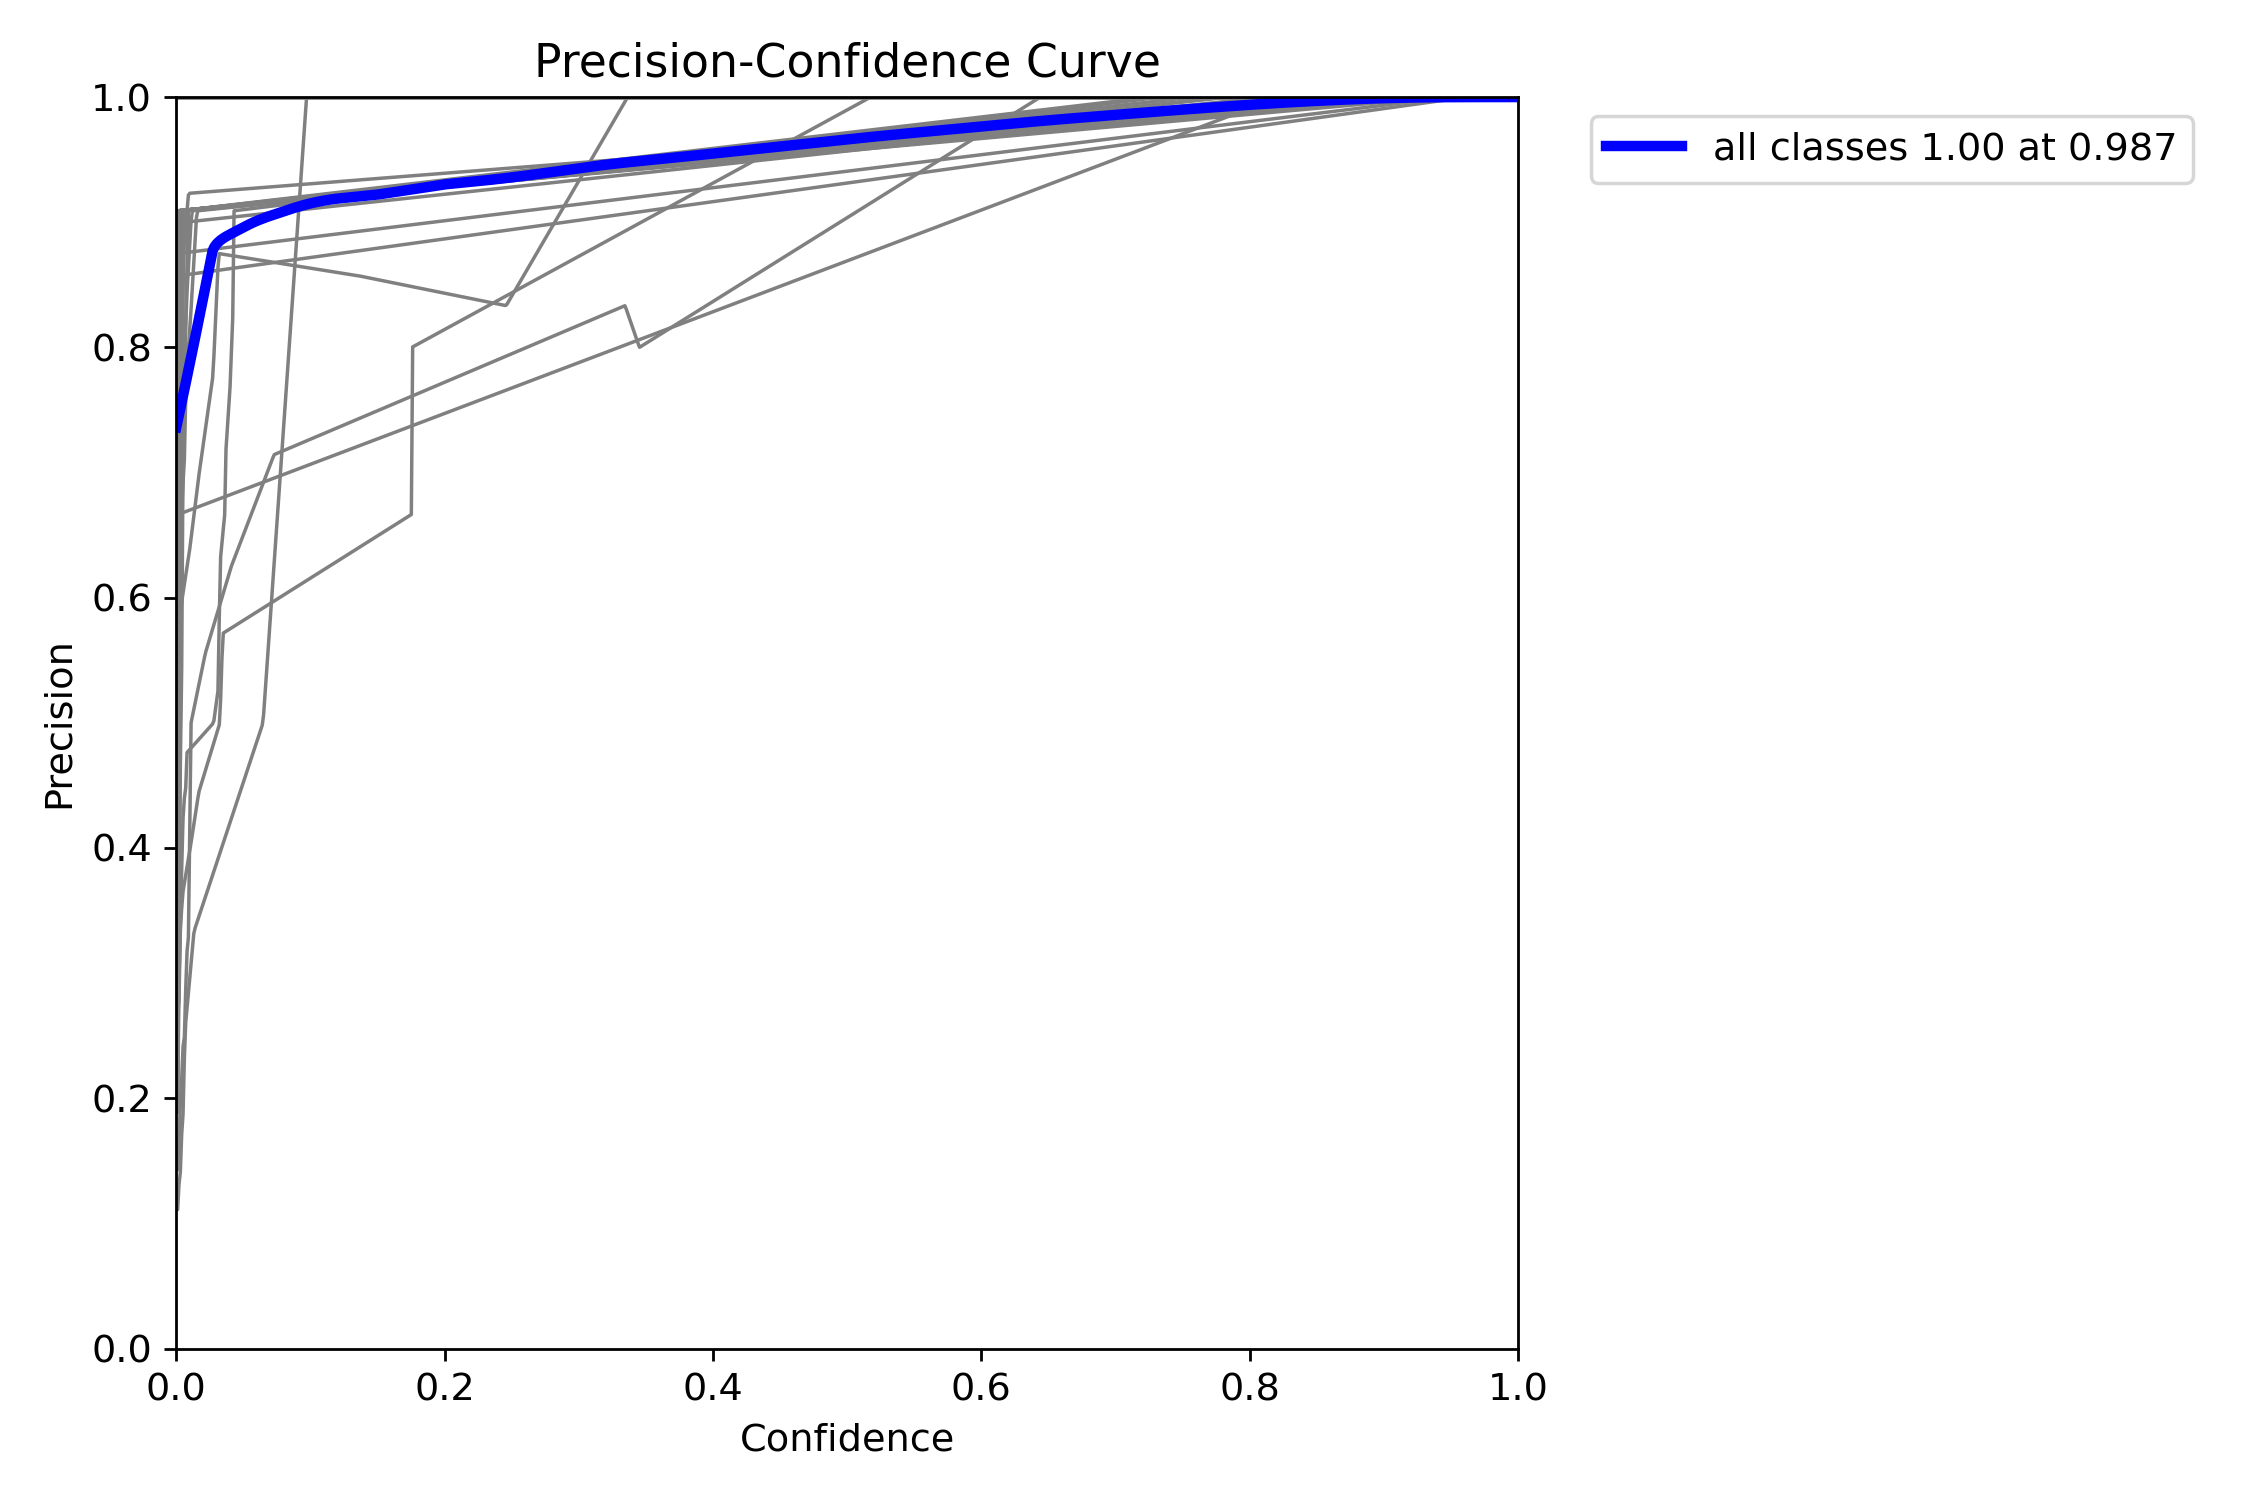 Precision-Confidence Curve
all classes 1.00 at 0.987
Precision
1.0
0.8
0.6
0.4
0.2
0.0
0.0 0.2 0.4 0.6 0.8 1.0
Confidence